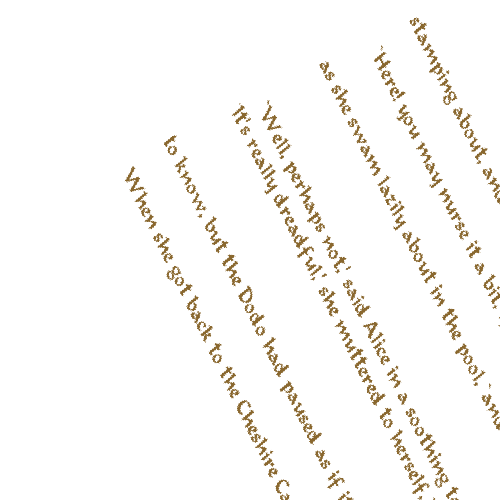 stamping about, and
`Here! you may nurse it a bit,
as she swam lazily about in the pool, `and
`Well, perhaps not,' said Alice in a soothing
`It's really dreadful,' she muttered to herself,
to know, but the Dodo had paused as if
When she got back to the Cheshire